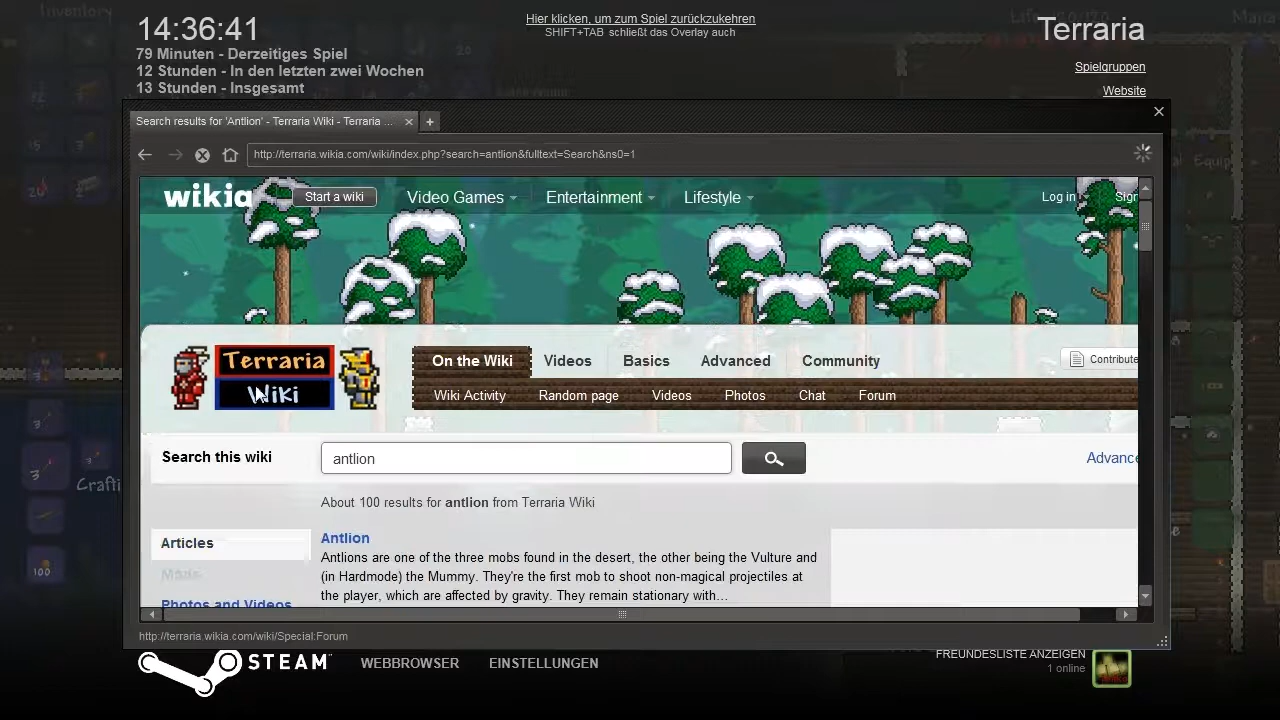 Inventory
14:36:41
79 Minuten - Derzeitiges Spiel
12 Stunden - In den letzten zwei Wochen
13 Stunden - Insgesamt
Hier klicken, um zum Spiel zurückzukehren
SHIFT+TAB schließt das Overlay auch
Terraria
Spielgruppen
Website
Search results for 'Antlion' - Terraria Wiki - Terraria ...
http://terraria.wikia.com/wiki/index.php?search=antlion&fulltext=Search&ns0=1
wikia
Start a wiki
Video Games
Entertainment
Lifestyle
Log in
Sign
Terraria
Wiki
On the Wiki
Videos
Basics
Advanced
Community
Contribute
Wiki Activity
Random page
Videos
Photos
Chat
Forum
Search this wiki
antlion
Advance
About 100 results for antlion from Terraria Wiki
Articles
Photos and Videos
Antlion
Antlions are one of the three mobs found in the desert, the other being the Vulture and
(in Hardmode) the Mummy. They're the first mob to shoot non-magical projectiles at
the player, which are affected by gravity. They remain stationary with...
Crafti
100
http://terraria.wikia.com/wiki/Special:Forum
STEAM
WEBBROWSER
EINSTELLUNGEN
FREUNDESLISTE ANZEIGEN
1 online